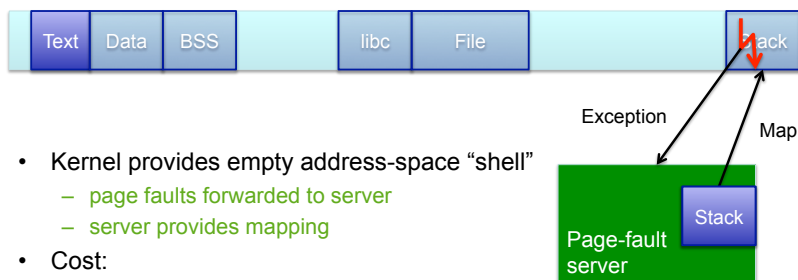 Text Data BSS libc File Stack
Exception
Map
• Kernel provides empty address-space “shell”
– page faults forwarded to server
– server provides mapping
• Cost:
Stack
Page-fault
server